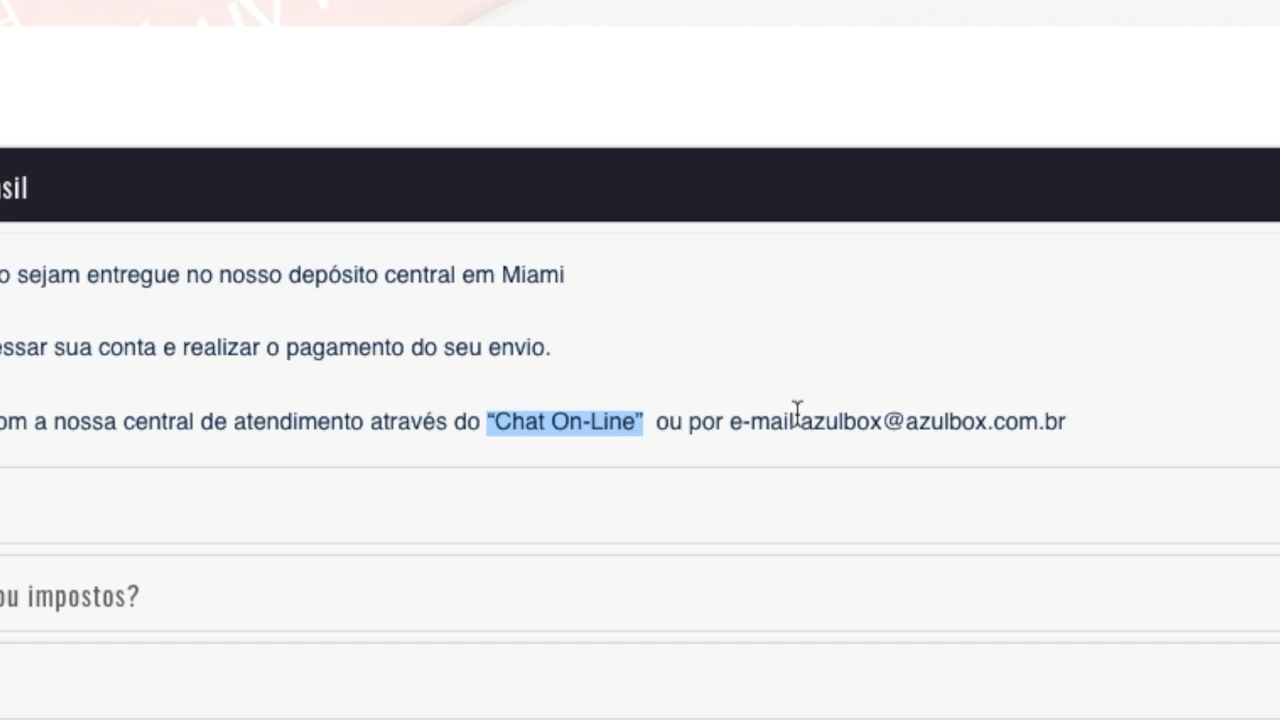 sil
o sejam entregue no nosso depósito central em Miami
essar sua conta e realizar o pagamento do seu envio.
om a nossa central de atendimento através do “Chat On-Line”  ou por e-mail azulbox@azulbox.com.br
ou impostos?